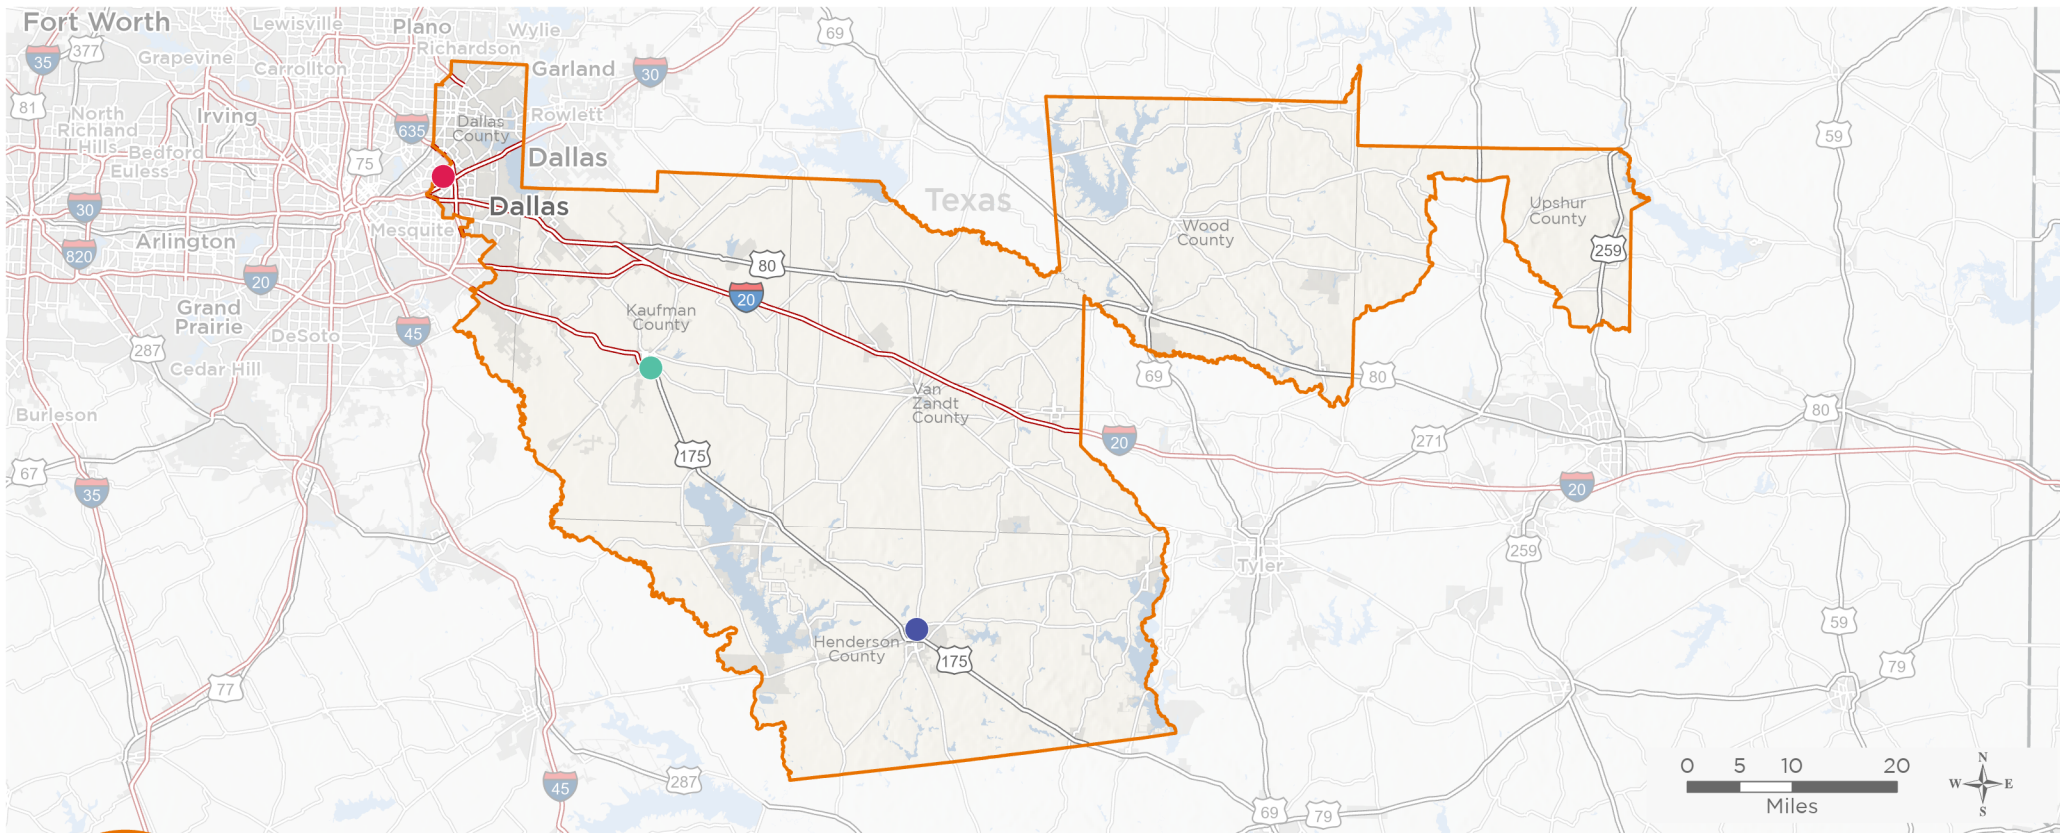 Fort Worth
Lewisville
Plano
Wylie
69
377
35
Grapevine
Richardson
Carrollton
Garland
30
81
North
Richland
Hills
Irving
635
Dallas
County
Rowlett
59
Bedford
Euless
75
Dallas
Texas
30
Dallas
Wood
County
Upshur
County
Arlington
Mesquite
820
20
80
259
20
Grand
Prairie
Kaufman
County
DeSoto
45
287
Cedar Hill
69
80
Van
Zandt
County
Burleson
80
20
271
175
67
35
20
259
Tyler
59
Henderson
County
175
79
77
287
45
69
79
0 5 10 20
Miles
N
W E
S